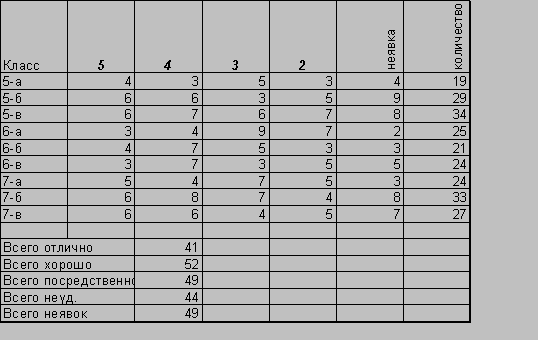 Класс 5 4 3 2 неявка количество
5-а 4 3 5 3 4 19
5-б 6 6 3 5 9 29
5-в 6 7 6 7 8 34
6-а 3 4 9 7 2 25
6-б 4 7 5 3 3 21
6-в 3 7 3 5 5 24
7-а 5 4 7 5 3 24
7-б 6 8 7 4 8 33
7-в 6 6 4 5 7 27
Всего отлично 41
Всего хорошо 52
Всего посредственно 49
Всего неуд. 44
Всего неявок 49